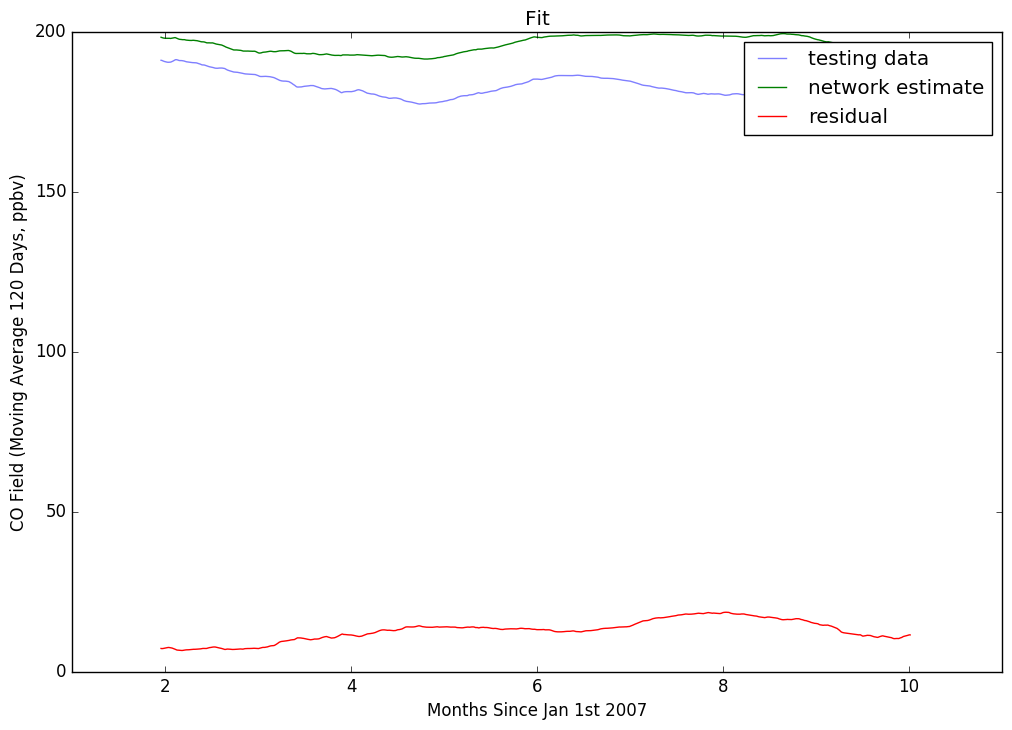 Fit
200
150
100
50
0
CO Field (Moving Average 120 Days, ppbv)
testing data
network estimate
residual
2 4 6 8 10
Months Since Jan 1st 2007